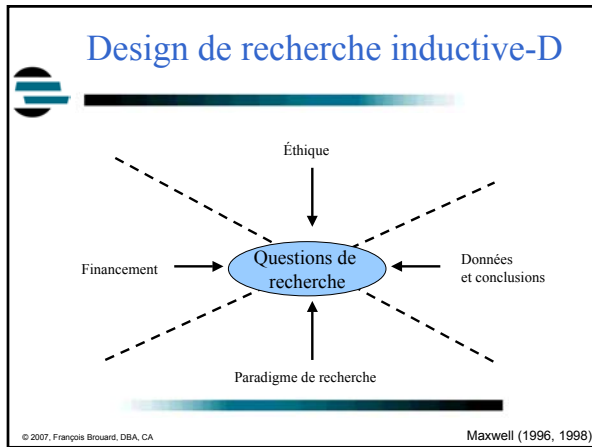 Design de recherche inductive-D
Éthique
Financement
Questions de
recherche
Données
et conclusions
Paradigme de recherche
© 2007, François Brouard, DBA, CA
Maxwell (1996, 1998)